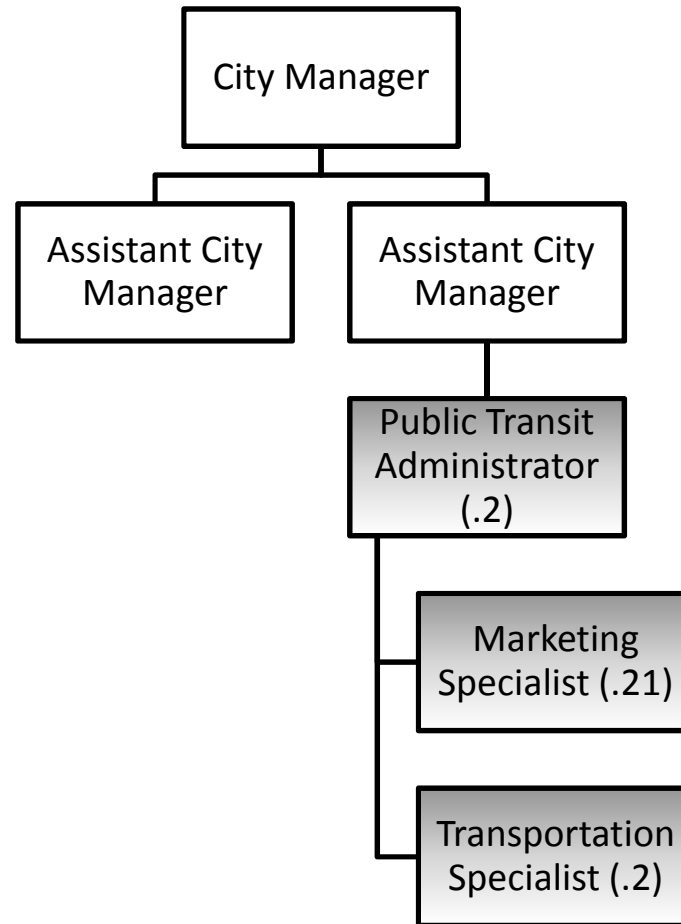 City Manager
Assistant City
Manager
Assistant City
Manager
Public Transit
Administrator
(.2)
Marketing
Specialist (.21)
Transportation
Specialist (.2)